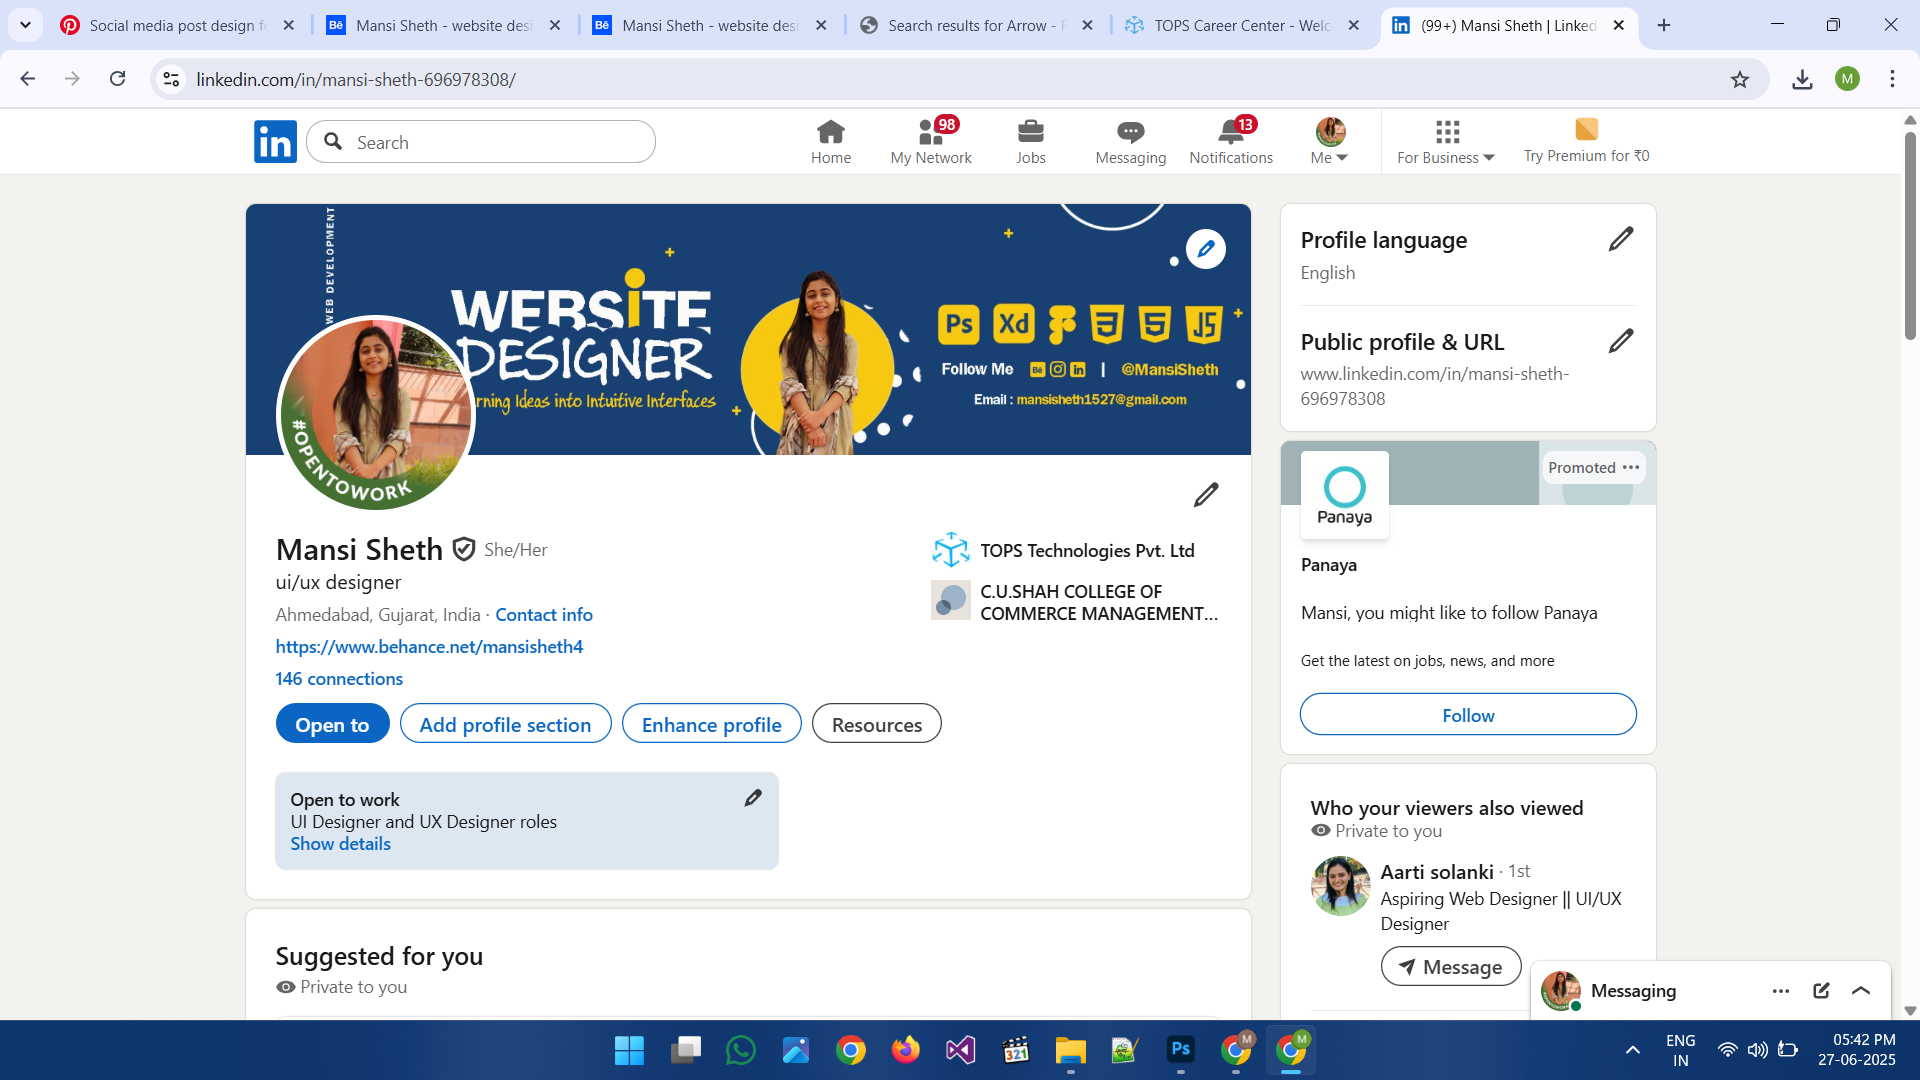 Social media post design fo
Mansi Sheth - website desi
Mansi Sheth - website desi
Search results for Arrow - F
TOPS Career Center - Welc
(99+) Mansi Sheth | Linked
linkedin.com/in/mansi-sheth-696978308/
M
in
Search
Home
98
My Network
Jobs
Messaging
13
Notifications
Me
For Business
Try Premium for ₹0
WEB DEVELOPMENT
WEBSiTE
DESIGNER
rning Ideas into Intuitive Interfaces
Ps Xd 3 5 JS
Follow Me Bē in | @MansiSheth
Email : mansisheth1527@gmail.com
#OPENTOWORK
Mansi Sheth She/Her
ui/ux designer
Ahmedabad, Gujarat, India · Contact info
https://www.behance.net/mansisheth4
146 connections
TOPS Technologies Pvt. Ltd
C.U.SHAH COLLEGE OF
COMMERCE MANAGEMENT...
Open to
Add profile section
Enhance profile
Resources
Open to work
UI Designer and UX Designer roles
Show details
Suggested for you
Private to you
Profile language
English
Public profile & URL
www.linkedin.com/in/mansi-sheth-
696978308
Promoted
Panaya
Panaya
Mansi, you might like to follow Panaya
Get the latest on jobs, news, and more
Follow
Who your viewers also viewed
Private to you
Aarti solanki · 1st
Aspiring Web Designer || UI/UX
Designer
Message
Messaging
321
Ps
M
M
ENG
IN
05:42 PM
27-06-2025